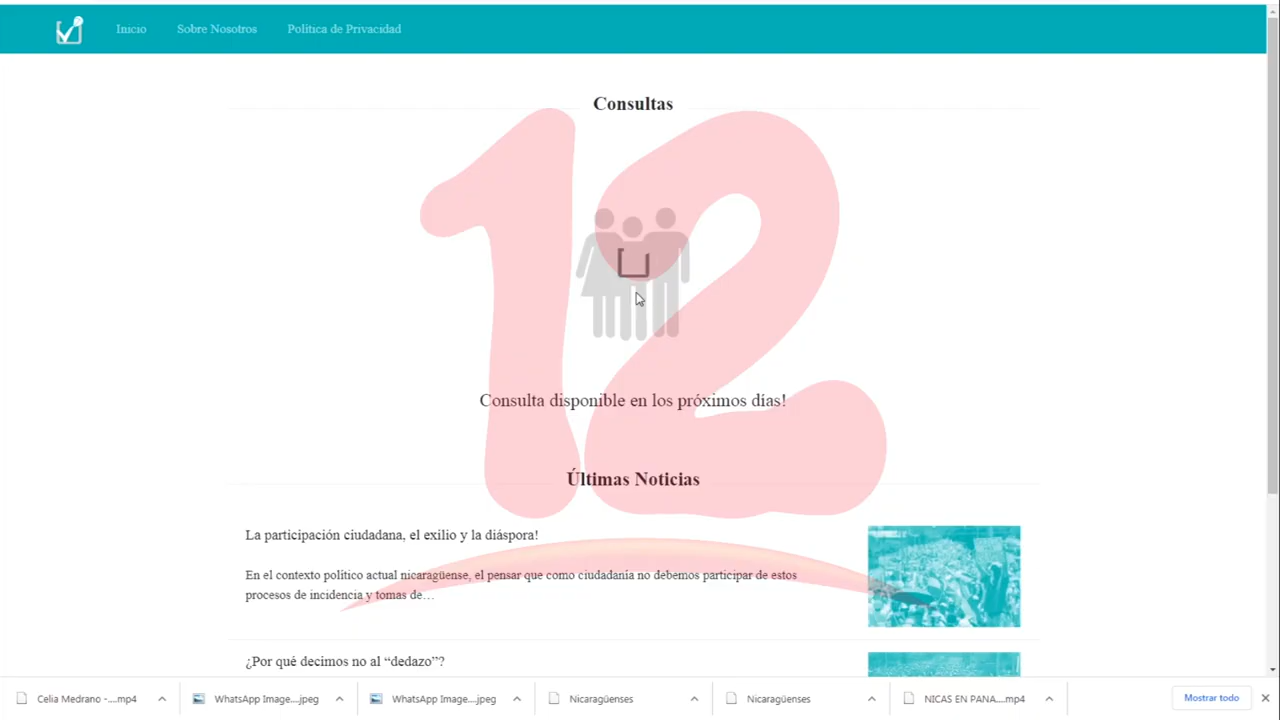 Inicio Sobre Nosotros Política de Privacidad
Consultas
12
Consulta disponible en los próximos días!
Últimas Noticias
La participación ciudadana, el exilio y la diáspora!
En el contexto político actual nicaragüense, el pensar que como ciudadanía no debemos participar de estos
procesos de incidencia y tomas de…
¿Por qué decimos no al “dedazo”?
Celia Medrano -....mp4 WhatsApp Image....jpeg WhatsApp Image....jpeg Nicaragüenses Nicaragüenses NICAS EN PANA....mp4 Mostrar todo